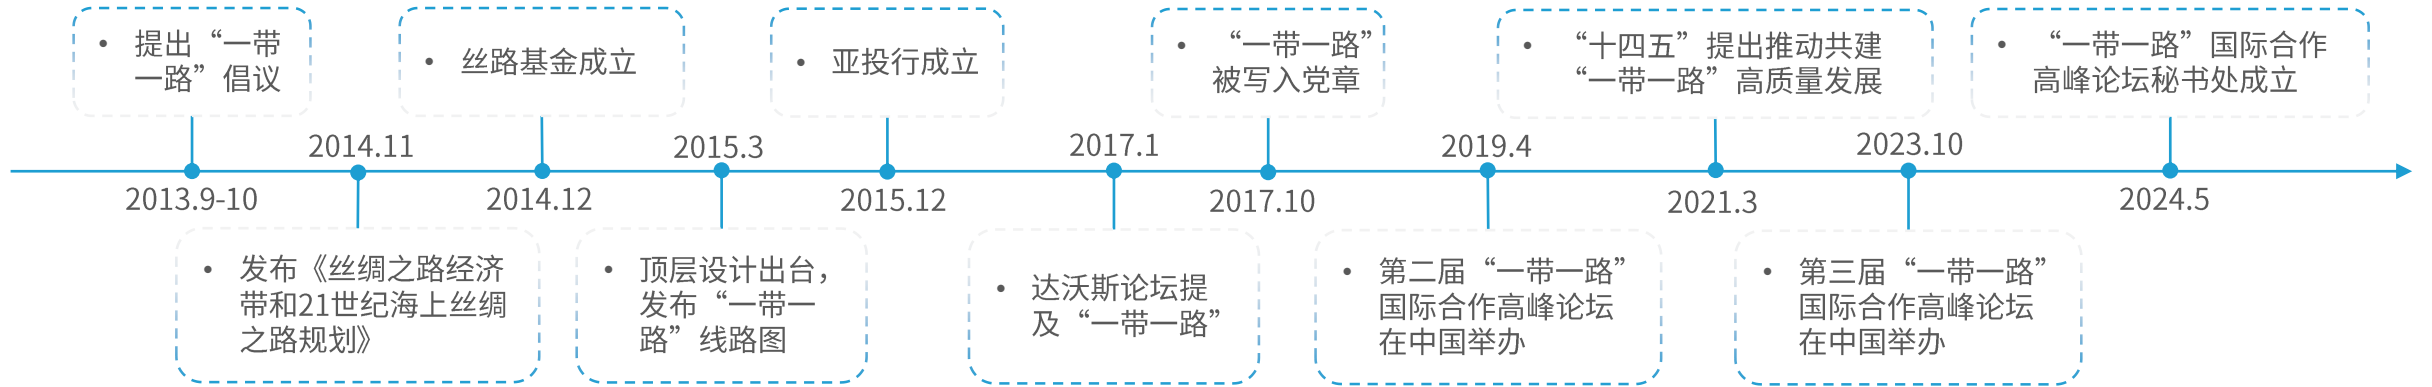 • 提出“一带
一路”倡议
2013.9-10
2014.11
• 发布《丝绸之路经济
带和21世纪海上丝绸
之路规划》
• 丝路基金成立
2014.12
2015.3
• 顶层设计出台，
发布“一带一
路”线路图
• 亚投行成立
2015.12
2017.1
• 达沃斯论坛提
及“一带一路”
• “一带一路”
被写入党章
2017.10
2019.4
• 第二届“一带一路”
国际合作高峰论坛
在中国举办
• “十四五”提出推动共建
“一带一路”高质量发展
2021.3
2023.10
• 第三届“一带一路”
国际合作高峰论坛
在中国举办
• “一带一路”国际合作
高峰论坛秘书处成立
2024.5